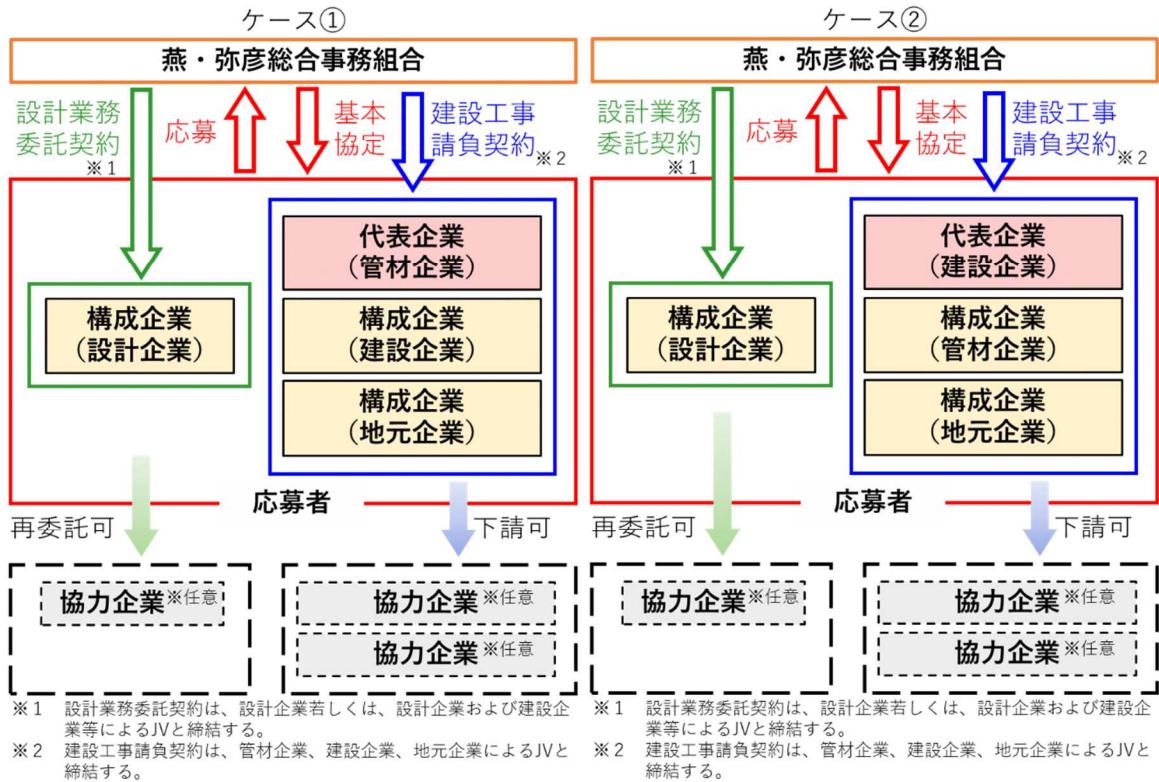 ケース①
燕・弥彦総合事務組合
設計業務
委託契約
※1
応募
基本
協定
建設工事
請負契約
※2
代表企業
(管材企業)
構成企業
(設計企業)
構成企業
(建設企業)
構成企業
(地元企業)
応募者
再委託可
下請可
協力企業※任意
協力企業※任意
協力企業※任意
※1 設計業務委託契約は、設計企業若しくは、設計企業および建設企
業等によるJVと締結する。
※2 建設工事請負契約は、管材企業、建設企業、地元企業によるJVと
締結する。
ケース②
燕・弥彦総合事務組合
設計業務
委託契約
※1
応募
基本
協定
建設工事
請負契約
※2
代表企業
(建設企業)
構成企業
(設計企業)
構成企業
(管材企業)
構成企業
(地元企業)
応募者
再委託可
下請可
協力企業※任意
協力企業※任意
協力企業※任意
※1 設計業務委託契約は、設計企業若しくは、設計企業および建設企
業等によるJVと締結する。
※2 建設工事請負契約は、管材企業、建設企業、地元企業によるJVと
締結する。